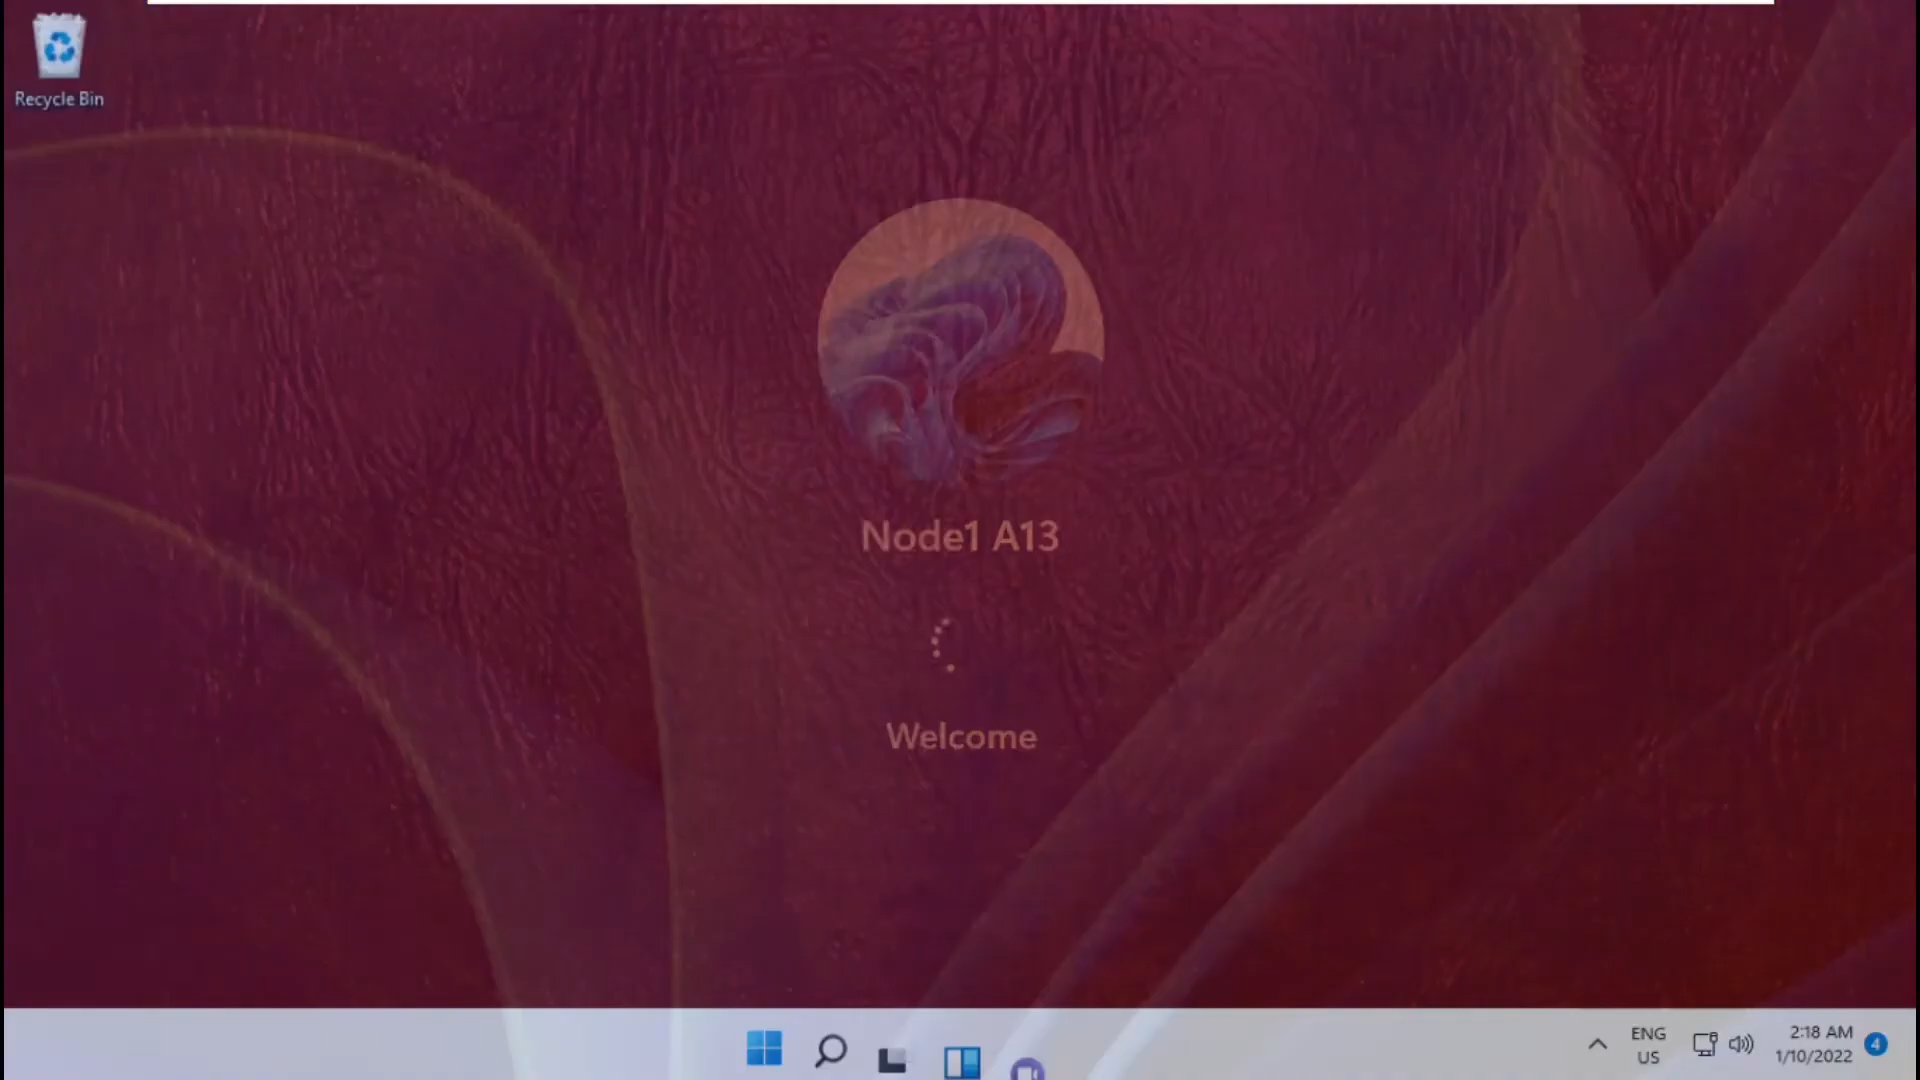 Recycle Bin
Node1 A13
Welcome
ENG
US
2:18 AM
1/10/2022
4